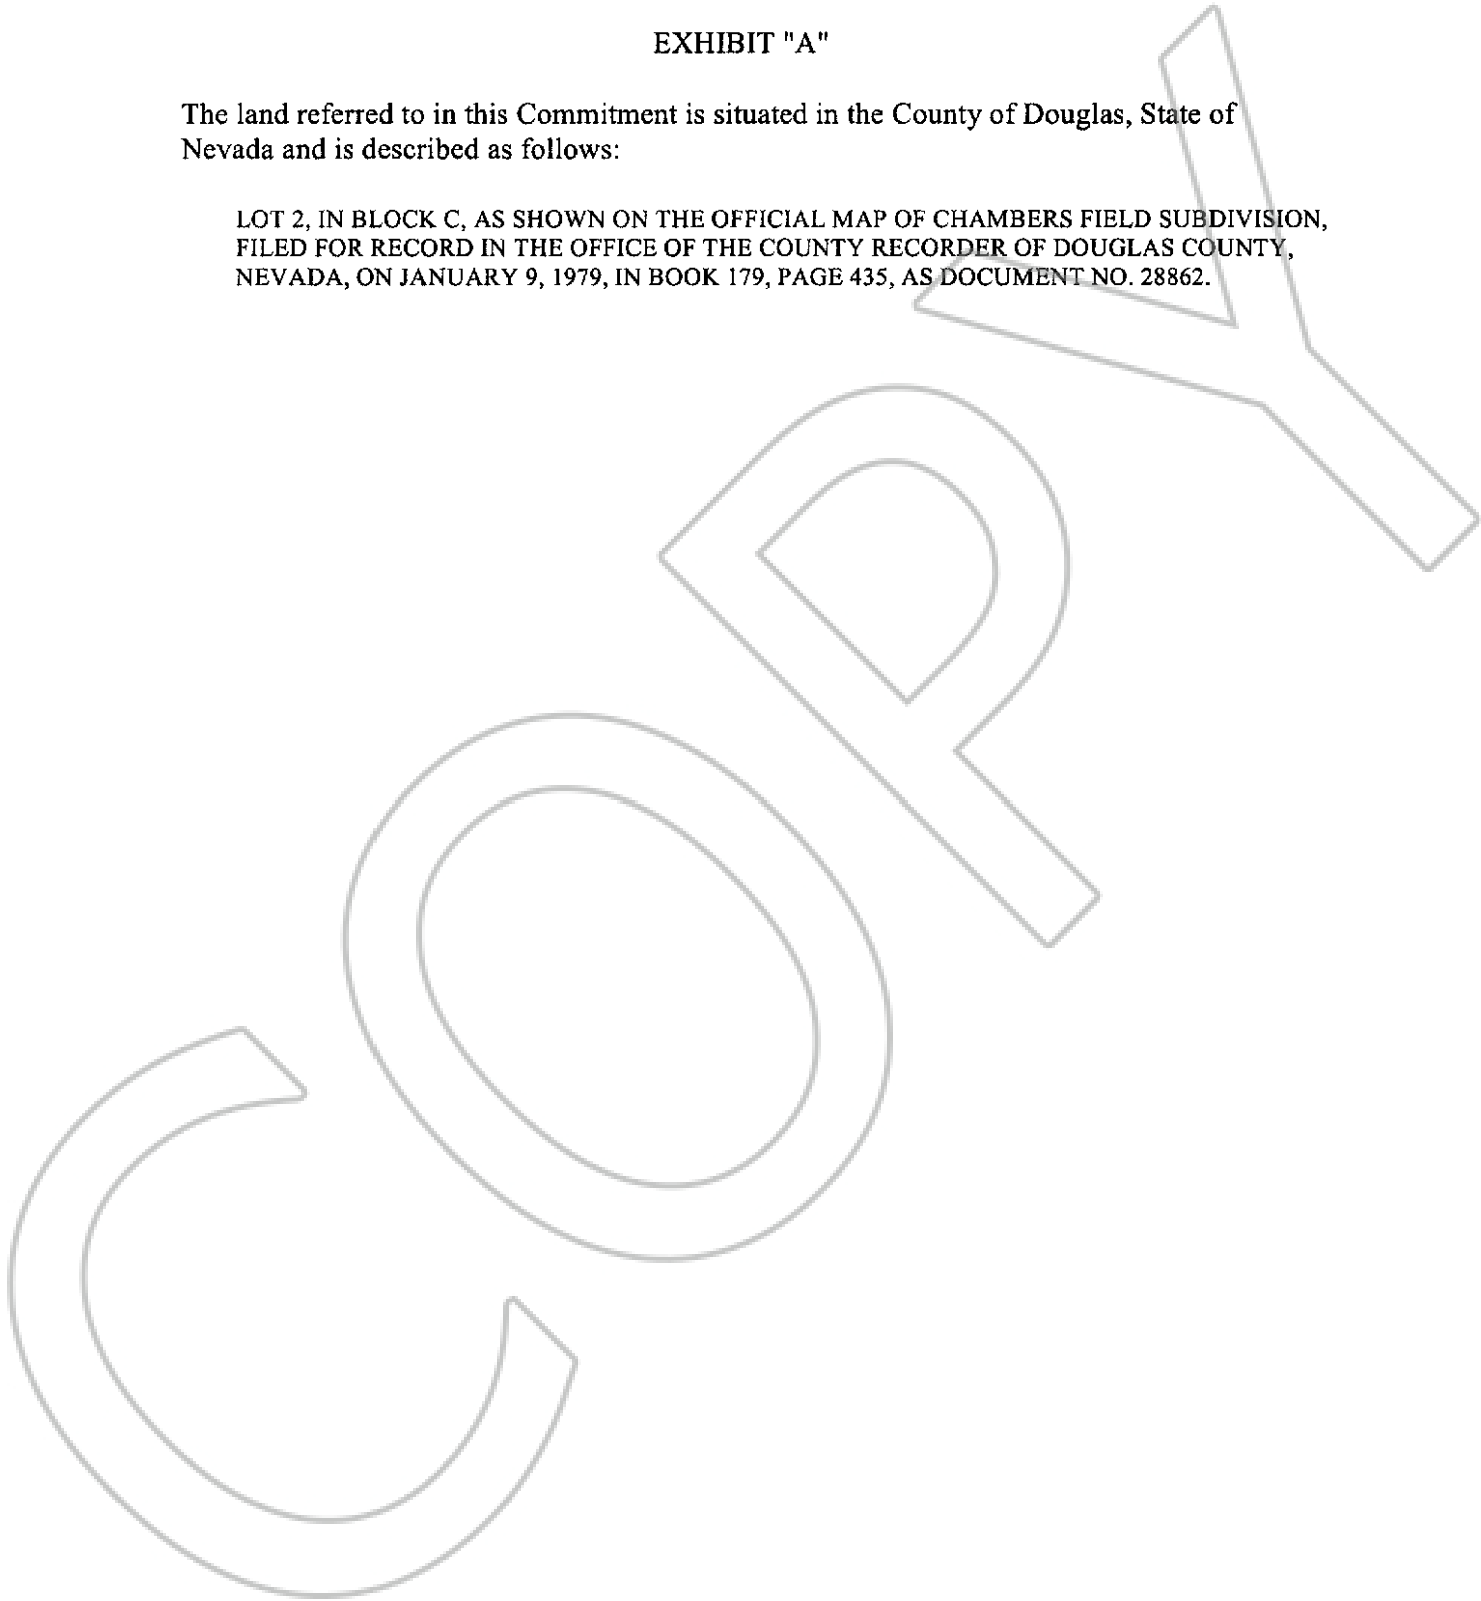 EXHIBIT "A"
The land referred to in this Commitment is situated in the County of Douglas, State of
Nevada and is described as follows:
LOT 2, IN BLOCK C, AS SHOWN ON THE OFFICIAL MAP OF CHAMBERS FIELD SUBDIVISION,
FILED FOR RECORD IN THE OFFICE OF THE COUNTY RECORDER OF DOUGLAS COUNTY,
NEVADA, ON JANUARY 9, 1979, IN BOOK 179, PAGE 435, AS DOCUMENT NO. 28862.
COPY